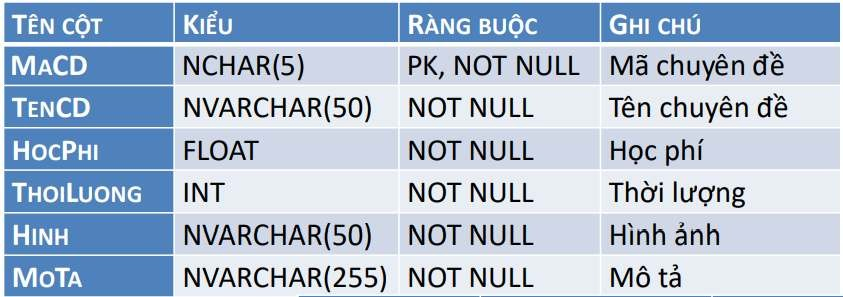 TÊN CỘT KIỂU RÀNG BUỘC GHI CHÚ
MACD NCHAR(5) PK, NOT NULL Mã chuyên đề
TENCD NVARCHAR(50) NOT NULL Tên chuyên đề
HOCPHI FLOAT NOT NULL Học phí
THOILUONG INT NOT NULL Thời lượng
HINH NVARCHAR(50) NOT NULL Hình ảnh
MOTA NVARCHAR(255) NOT NULL Mô tả